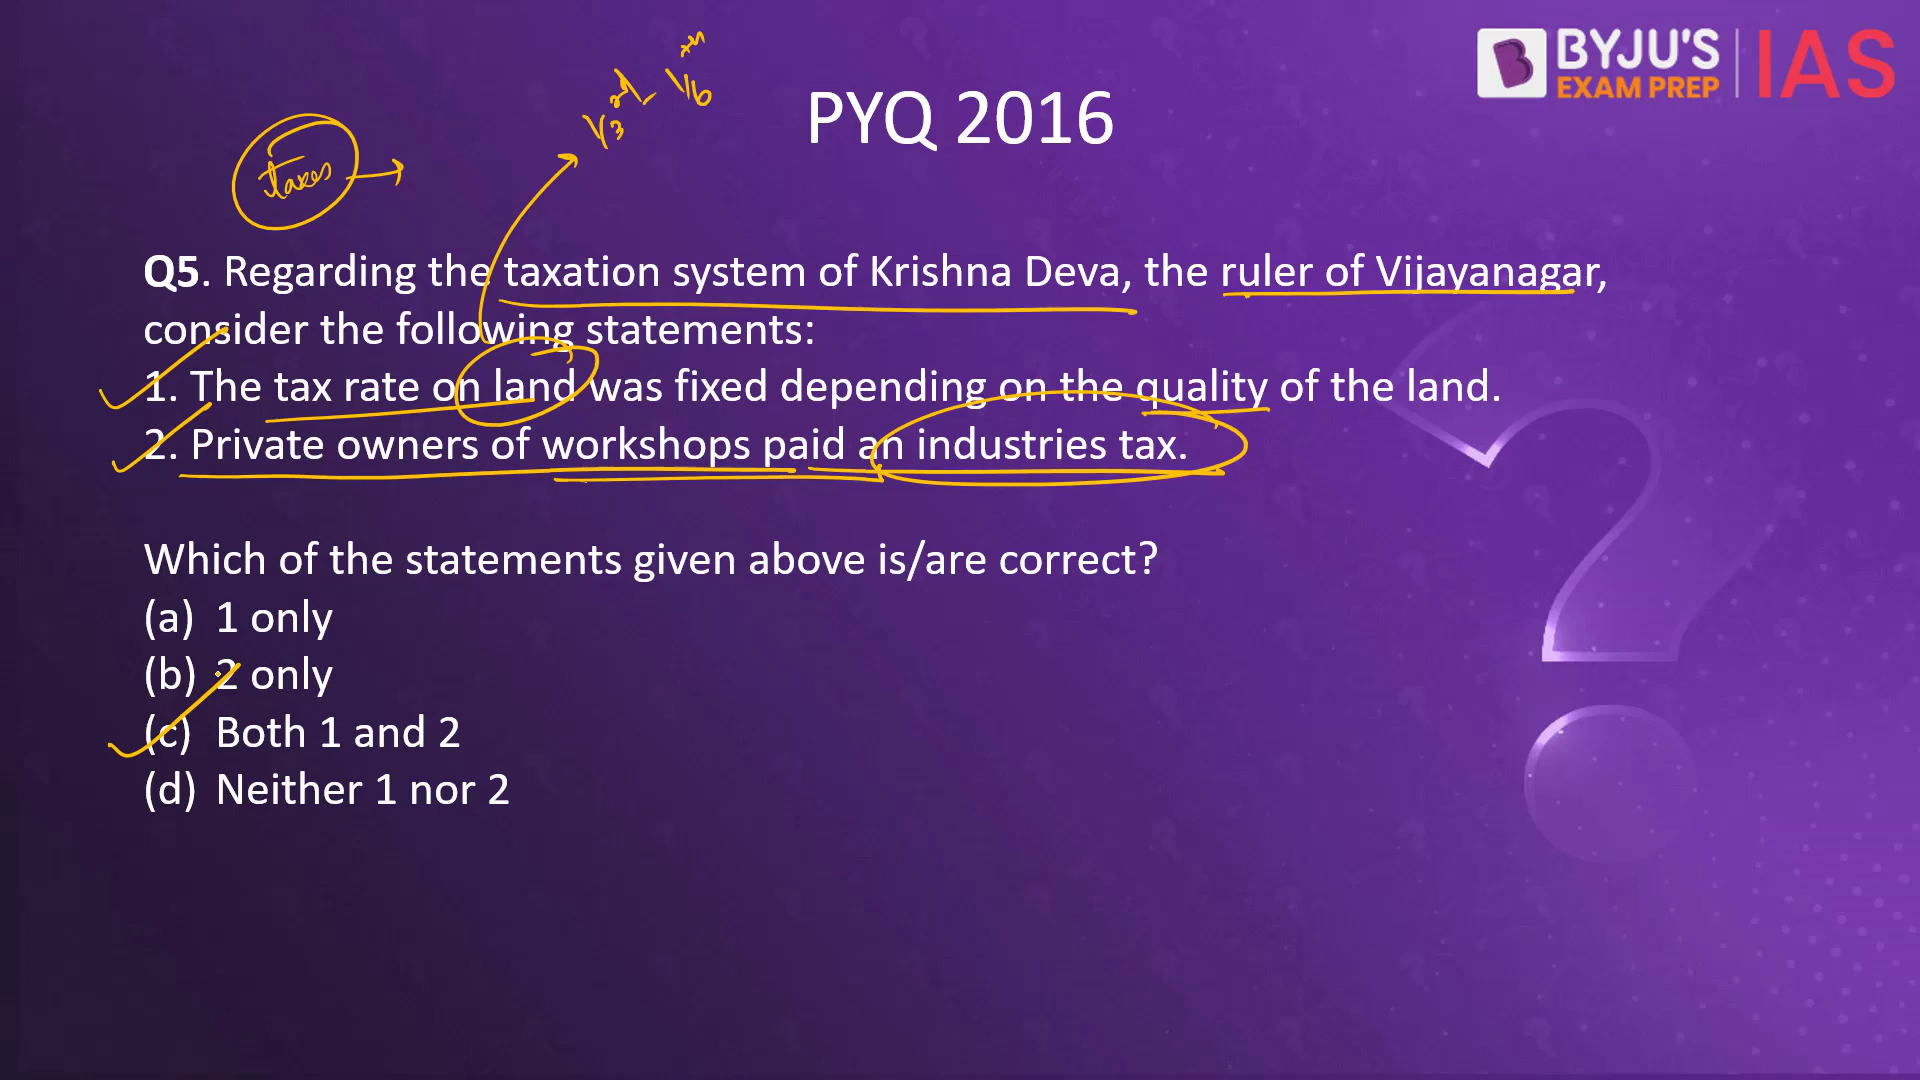 BYJU'S
EXAM PREP
IAS
1/3rd - 1/6th
PYQ 2016
taxes
Q5. Regarding the taxation system of Krishna Deva, the ruler of Vijayanagar,
consider the following statements:
1. The tax rate on land was fixed depending on the quality of the land.
2. Private owners of workshops paid an industries tax.
Which of the statements given above is/are correct?
(a) 1 only
(b) 2 only
(c) Both 1 and 2
(d) Neither 1 nor 2